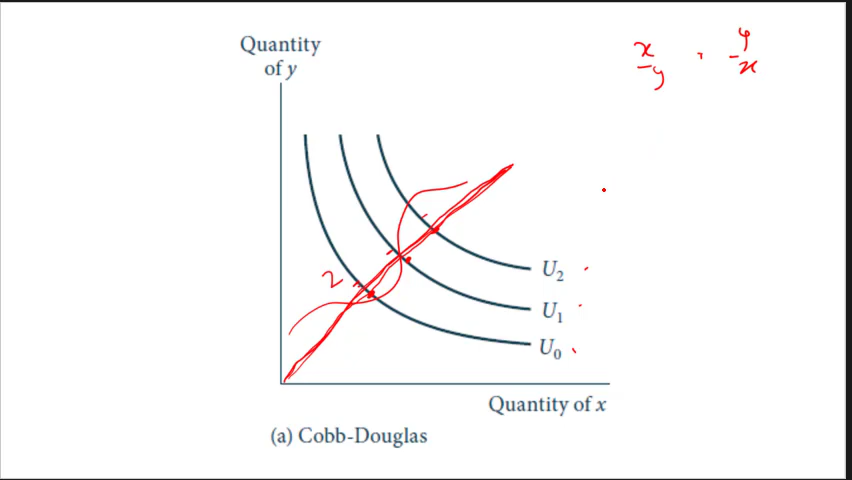 Quantity
of y
x/y , y/x
2
U2
U1
U0
Quantity of x
(a) Cobb-Douglas